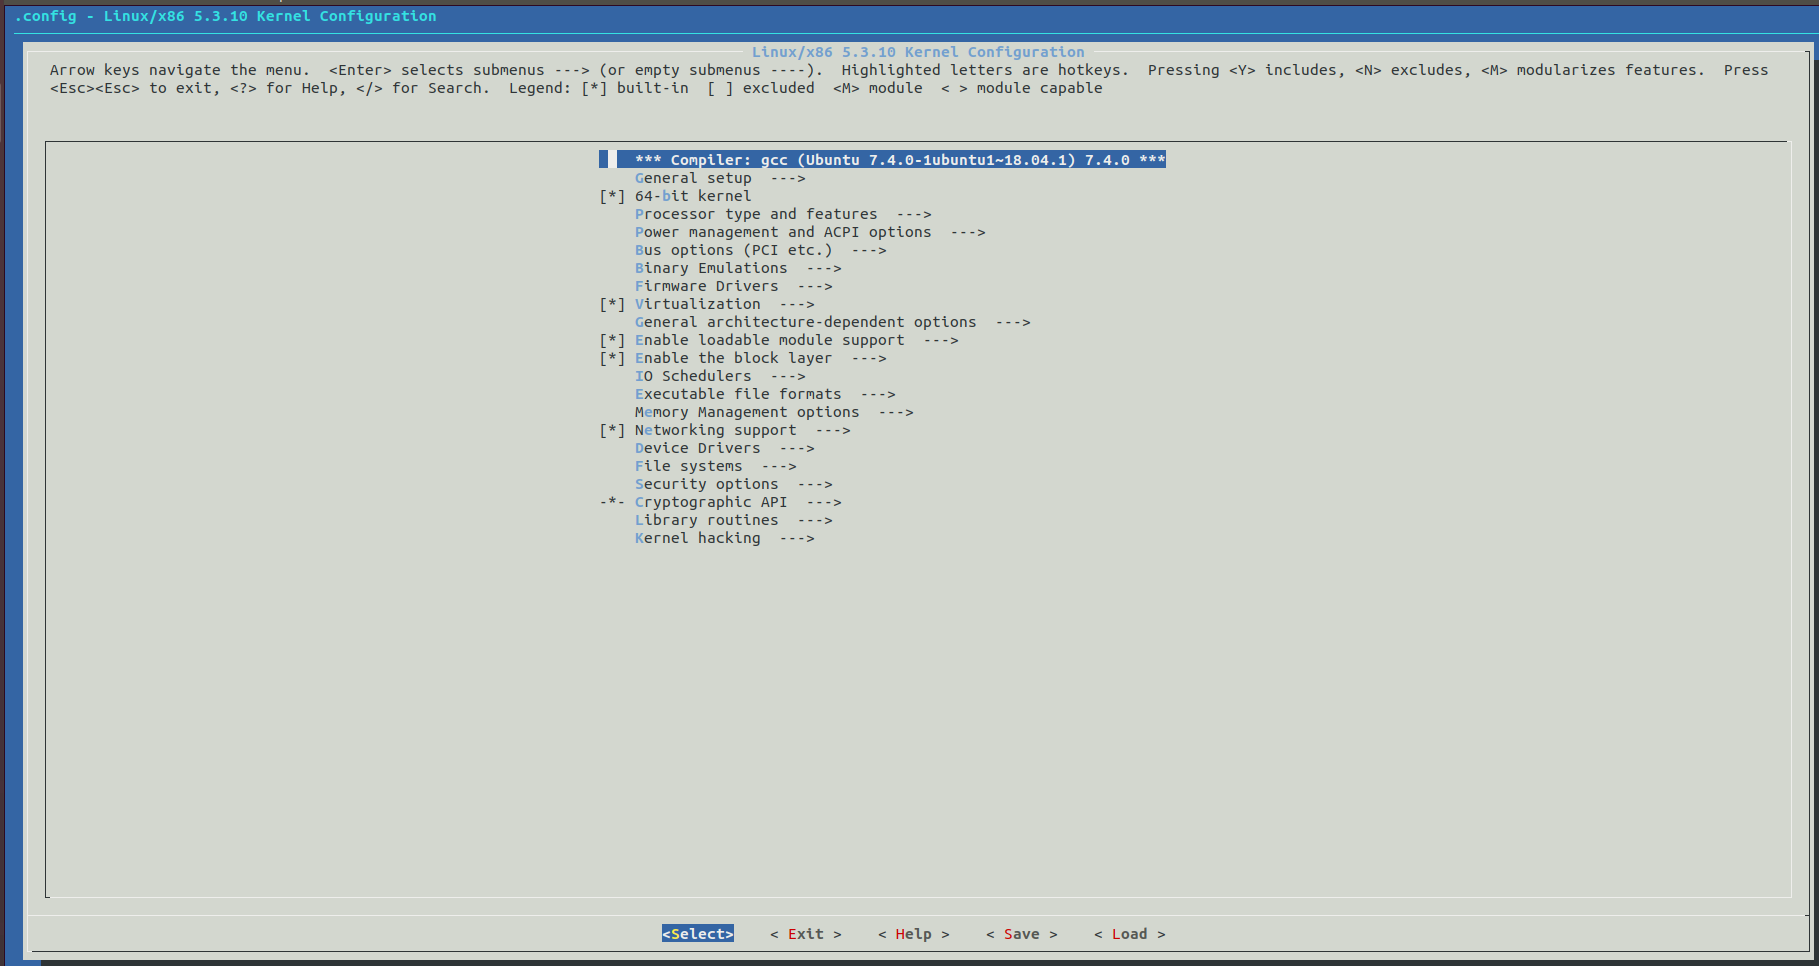 .config - Linux/x86 5.3.10 Kernel Configuration
Linux/x86 5.3.10 Kernel Configuration
Arrow keys navigate the menu.  <Enter> selects submenus ---> (or empty submenus ----).  Highlighted letters are hotkeys.  Pressing <Y> includes, <N> excludes, <M> modularizes features.  Press
<Esc><Esc> to exit, <?> for Help, </> for Search.  Legend: [*] built-in  [ ] excluded  <M> module  < > module capable
*** Compiler: gcc (Ubuntu 7.4.0-1ubuntu1~18.04.1) 7.4.0 ***
General setup  --->
[*] 64-bit kernel
Processor type and features  --->
Power management and ACPI options  --->
Bus options (PCI etc.)  --->
Binary Emulations  --->
Firmware Drivers  --->
[*] Virtualization  --->
General architecture-dependent options  --->
[*] Enable loadable module support  --->
[*] Enable the block layer  --->
IO Schedulers  --->
Executable file formats  --->
Memory Management options  --->
[*] Networking support  --->
Device Drivers  --->
File systems  --->
Security options  --->
-*- Cryptographic API  --->
Library routines  --->
Kernel hacking  --->
<Select>    < Exit >    < Help >    < Save >    < Load >